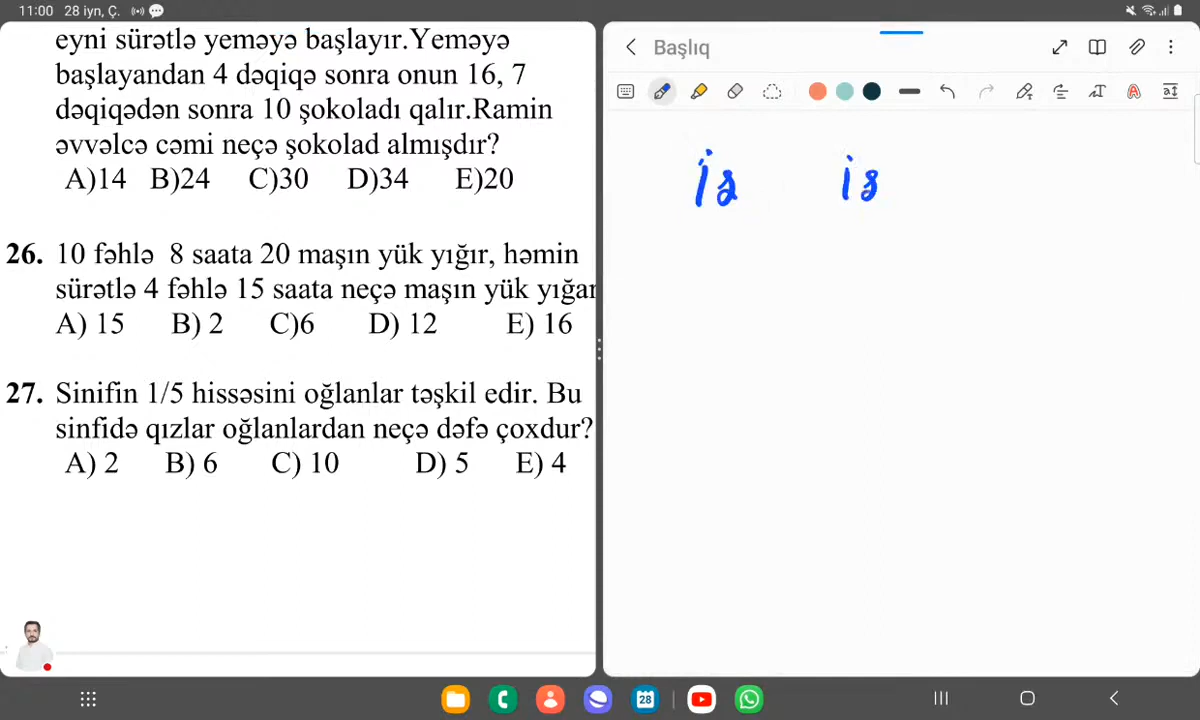 11:00 28 iyn, Ç.
eyni sürətlə yeməyə başlayır.Yeməyə
başlayandan 4 dəqiqə sonra onun 16, 7
dəqiqədən sonra 10 şokoladı qalır.Ramin
əvvəlcə cəmi neçə şokolad almışdır?
A)14 B)24 C)30 D)34 E)20
26. 10 fəhlə 8 saata 20 maşın yük yığır, həmin
sürətlə 4 fəhlə 15 saata neçə maşın yük yığar
A) 15 B) 2 C)6 D) 12 E) 16
27. Sinifin 1/5 hissəsini oğlanlar təşkil edir. Bu
sinfidə qızlar oğlanlardan neçə dəfə çoxdur?
A) 2 B) 6 C) 10 D) 5 E) 4
Başlıq
28